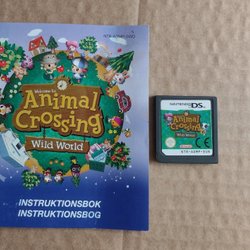 Welcome to
Animal
Crossing
Wild World
INSTRUKTIONSBOK
INSTRUKTIONSBOG
NINTENDO DS
Animal
Crossing
Wild World